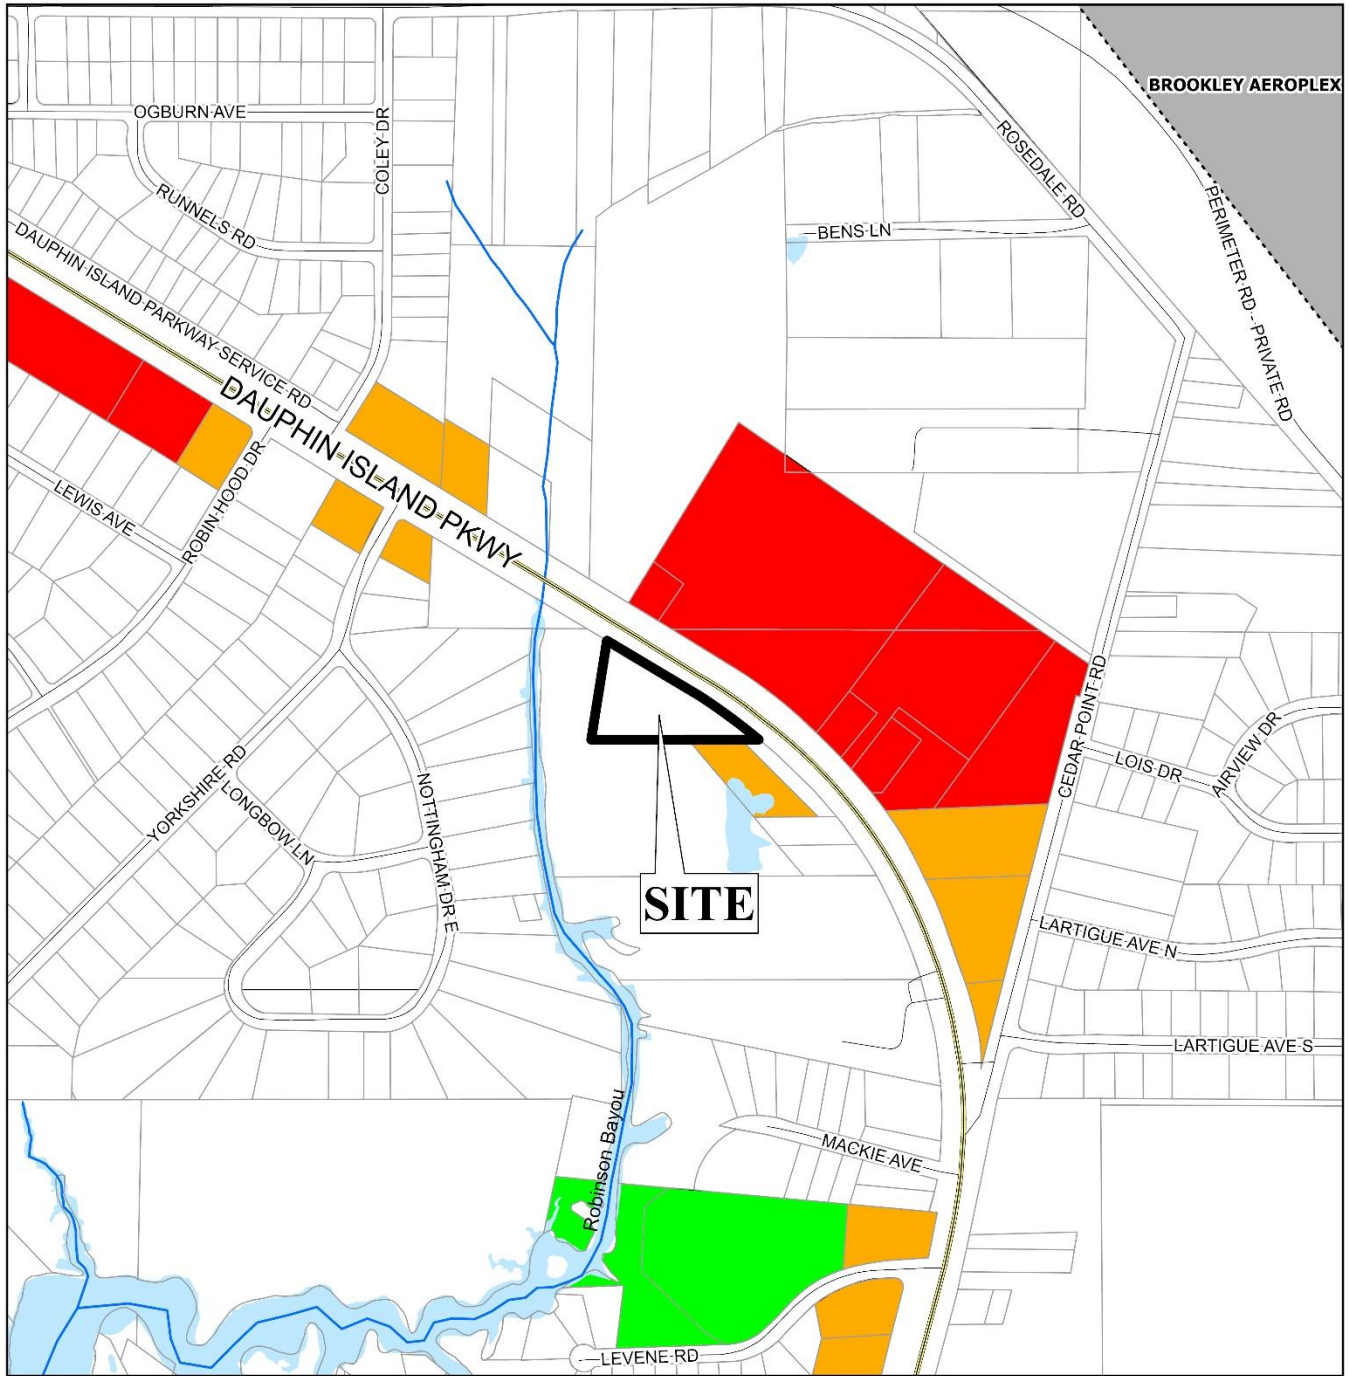 BROOKLEY AEROPLEX
OGBURN AVE
COLEY DR
ROSEDALE RD
RUNNELS RD
PERIMETER RD - PRIVATE RD
BENS LN
DAUPHIN ISLAND PARKWAY SERVICE RD
DAUPHIN ISLAND PKWY
LEWIS AVE
ROBIN HOOD DR
CEDAR POINT RD
LOIS DR
AIRVIEW DR
YORKSHIRE RD
LONGBOW LN
NOTTINGHAM DR E
SITE
LARTIGUE AVE N
LARTIGUE AVE S
Robinson Bayou
MACKIE AVE
LEVENE RD